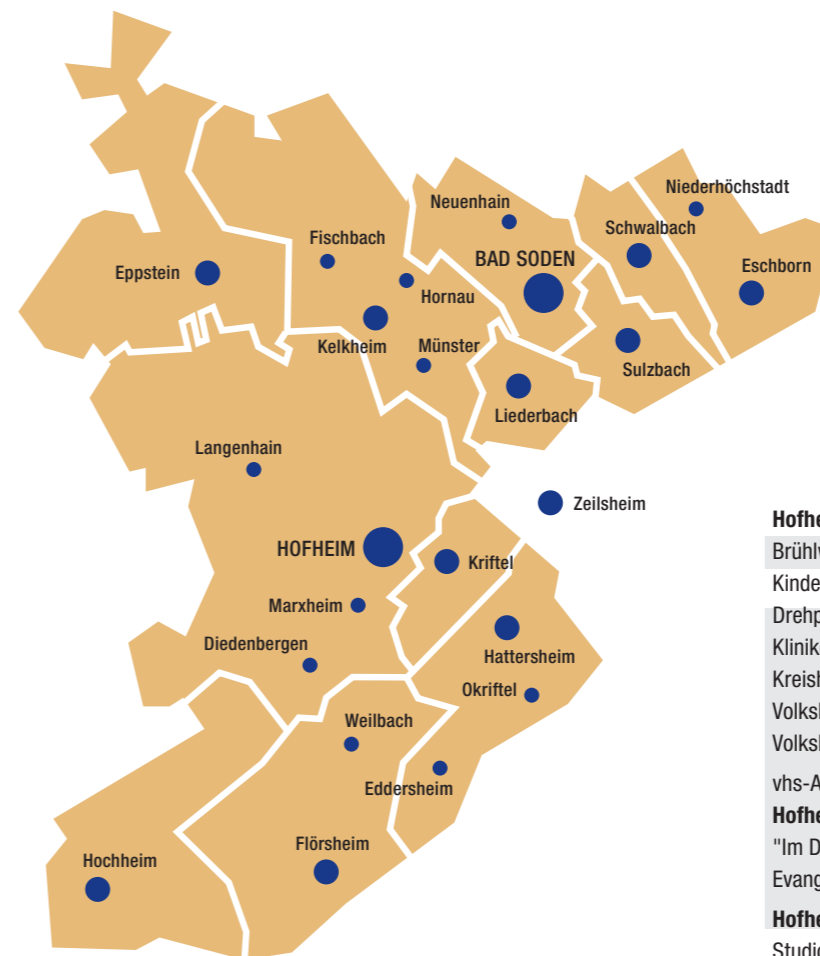 Niederhöchstadt
Neuenhain
Schwalbach
Fischbach
BAD SODEN
Eppstein
Eschborn
Hornau
Kelkheim
Münster
Sulzbach
Liederbach
Langenhain
Zeilsheim
HOFHEIM
Kriftel
Marxheim
Diedenbergen
Hattersheim
Okriftel
Weilbach
Eddersheim
Flörsheim
Hochheim
"Im